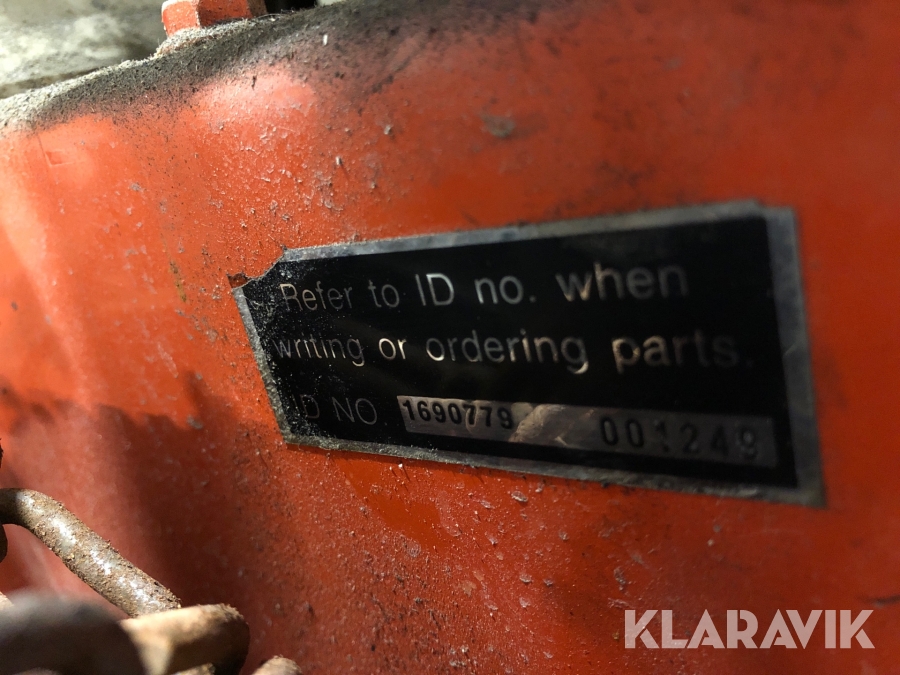 Refer to ID no. when
writing or ordering parts.
ID NO 1690779 001249
KLARAVIK